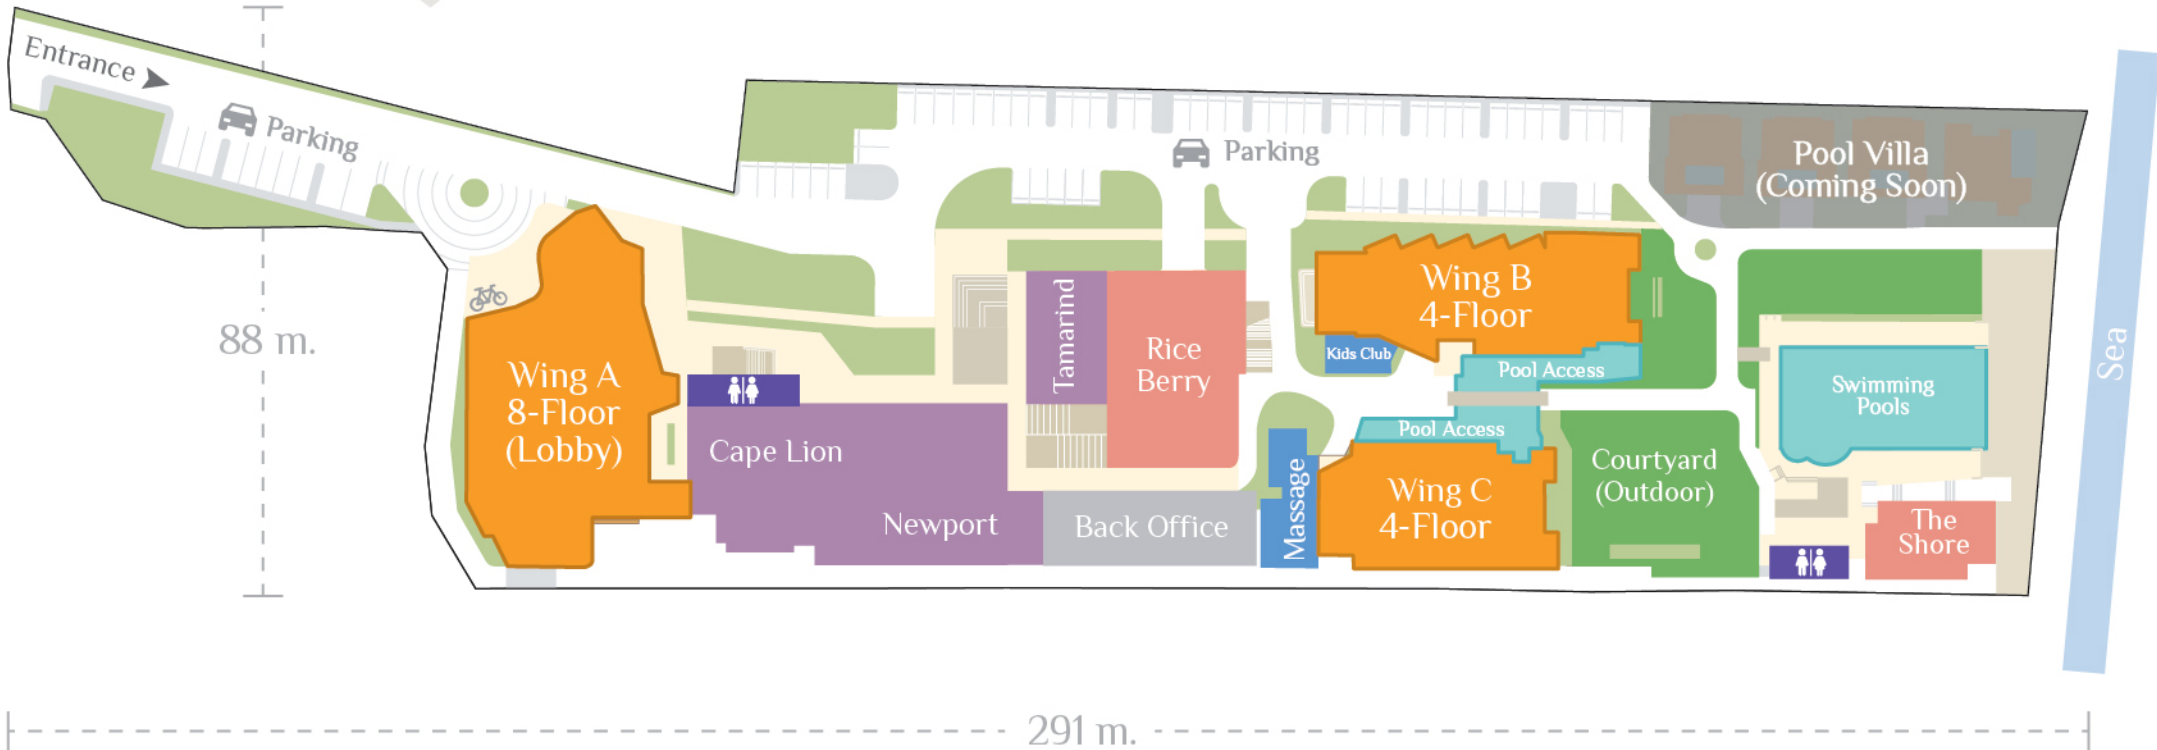 Entrance
Parking
Parking
Pool Villa
(Coming Soon)
88 m.
Wing A
8-Floor
(Lobby)
Cape Lion
Newport
Tamarind
Rice
Berry
Back Office
Wing B
4-Floor
Kids Club
Pool Access
Pool Access
Massage
Wing C
4-Floor
Courtyard
(Outdoor)
Swimming
Pools
The
Shore
Sea
291 m.